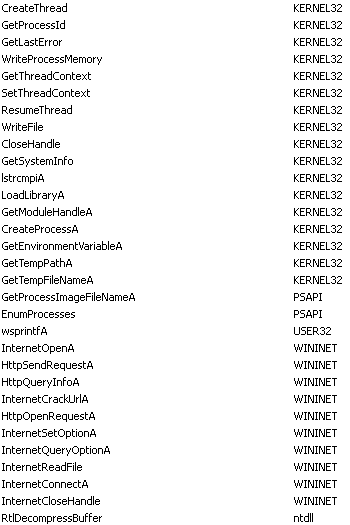 CreateThread KERNEL32
GetProcessId KERNEL32
GetLastError KERNEL32
WriteProcessMemory KERNEL32
GetThreadContext KERNEL32
SetThreadContext KERNEL32
ResumeThread KERNEL32
WriteFile KERNEL32
CloseHandle KERNEL32
GetSystemInfo KERNEL32
lstrcmpiA KERNEL32
LoadLibraryA KERNEL32
GetModuleHandleA KERNEL32
CreateProcessA KERNEL32
GetEnvironmentVariableA KERNEL32
GetTempPathA KERNEL32
GetTempFileNameA KERNEL32
GetProcessImageFileNameA PSAPI
EnumProcesses PSAPI
wsprintfA USER32
InternetOpenA WININET
HttpSendRequestA WININET
HttpQueryInfoA WININET
InternetCrackUrlA WININET
HttpOpenRequestA WININET
InternetSetOptionA WININET
InternetQueryOptionA WININET
InternetReadFile WININET
InternetConnectA WININET
InternetCloseHandle WININET
RtlDecompressBuffer ntdll